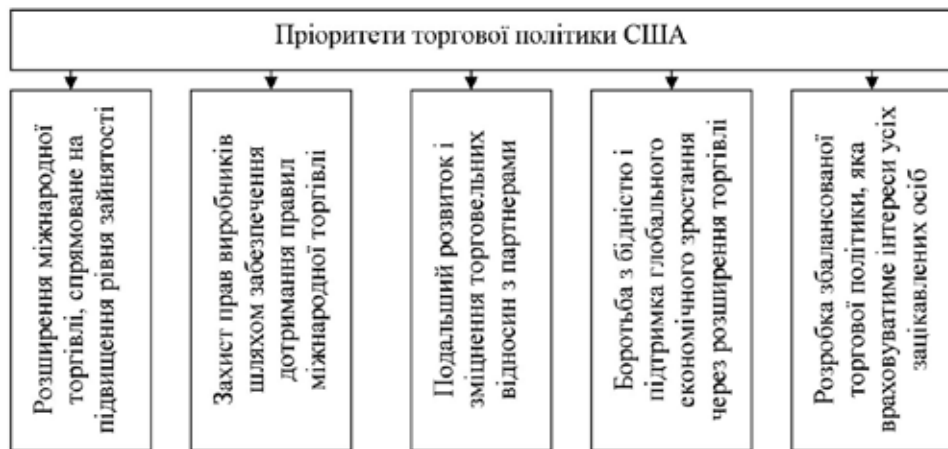 Пріоритети торгової політики США
Розширення міжнародної
торгівлі, спрямоване на
підвищення рівня зайнятості
Захист прав виробників
шляхом забезпечення
дотримання правил
міжнародної торгівлі
Подальший розвиток і
зміцнення торговельних
відносин з партнерами
Боротьба з бідністю і
підтримка глобального
економічного зростання
через розширення торгівлі
Розробка збалансованої
торгової політики, яка
враховуватиме інтереси усіх
зацікавлених осіб